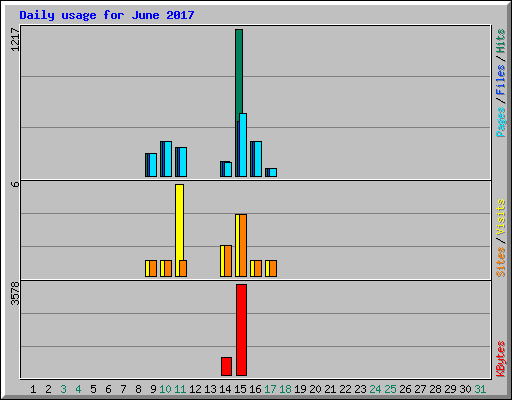 Daily usage for June 2017
1217
Pages/Files/Hits
6
Sites/Visits
3578
KBytes
1 2 3 4 5 6 7 8 9 10 11 12 13 14 15 16 17 18 19 20 21 22 23 24 25 26 27 28 29 30 31